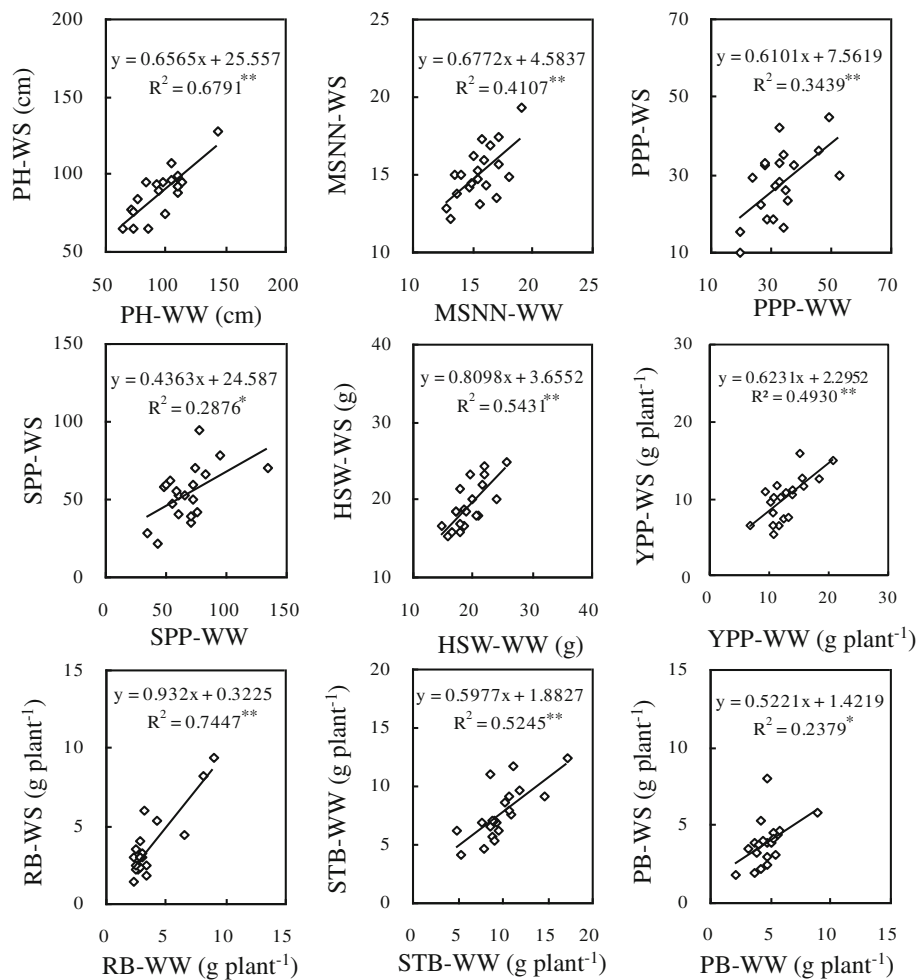 200
150
100
50
PH-WS (cm)
y = 0.6565x + 25.557
R² = 0.6791**
50 100 150 200
PH-WW (cm)
25
20
15
10
MSNN-WS
y = 0.6772x + 4.5837
R² = 0.4107**
10 15 20 25
MSNN-WW
70
50
30
10
PPP-WS
y = 0.6101x + 7.5619
R² = 0.3439**
10 30 50 70
PPP-WW
150
100
50
0
SPP-WS
y = 0.4363x + 24.587
R² = 0.2876*
0 50 100 150
SPP-WW
40
30
20
10
HSW-WS (g)
y = 0.8098x + 3.6552
R² = 0.5431**
10 20 30 40
HSW-WW (g)
30
20
10
0
YPP-WS (g plant⁻¹)
y = 0.6231x + 2.2952
R² = 0.4930**
0 10 20 30
YPP-WW (g plant⁻¹)
15
10
5
0
RB-WS (g plant⁻¹)
y = 0.932x + 0.3225
R² = 0.7447**
0 5 10 15
RB-WW (g plant⁻¹)
20
15
10
5
0
STB-WW (g plant⁻¹)
y = 0.5977x + 1.8827
R² = 0.5245**
0 5 10 15 20
STB-WW (g plant⁻¹)
15
10
5
0
PB-WS (g plant⁻¹)
y = 0.5221x + 1.4219
R² = 0.2379*
0 5 10 15
PB-WW (g plant⁻¹)